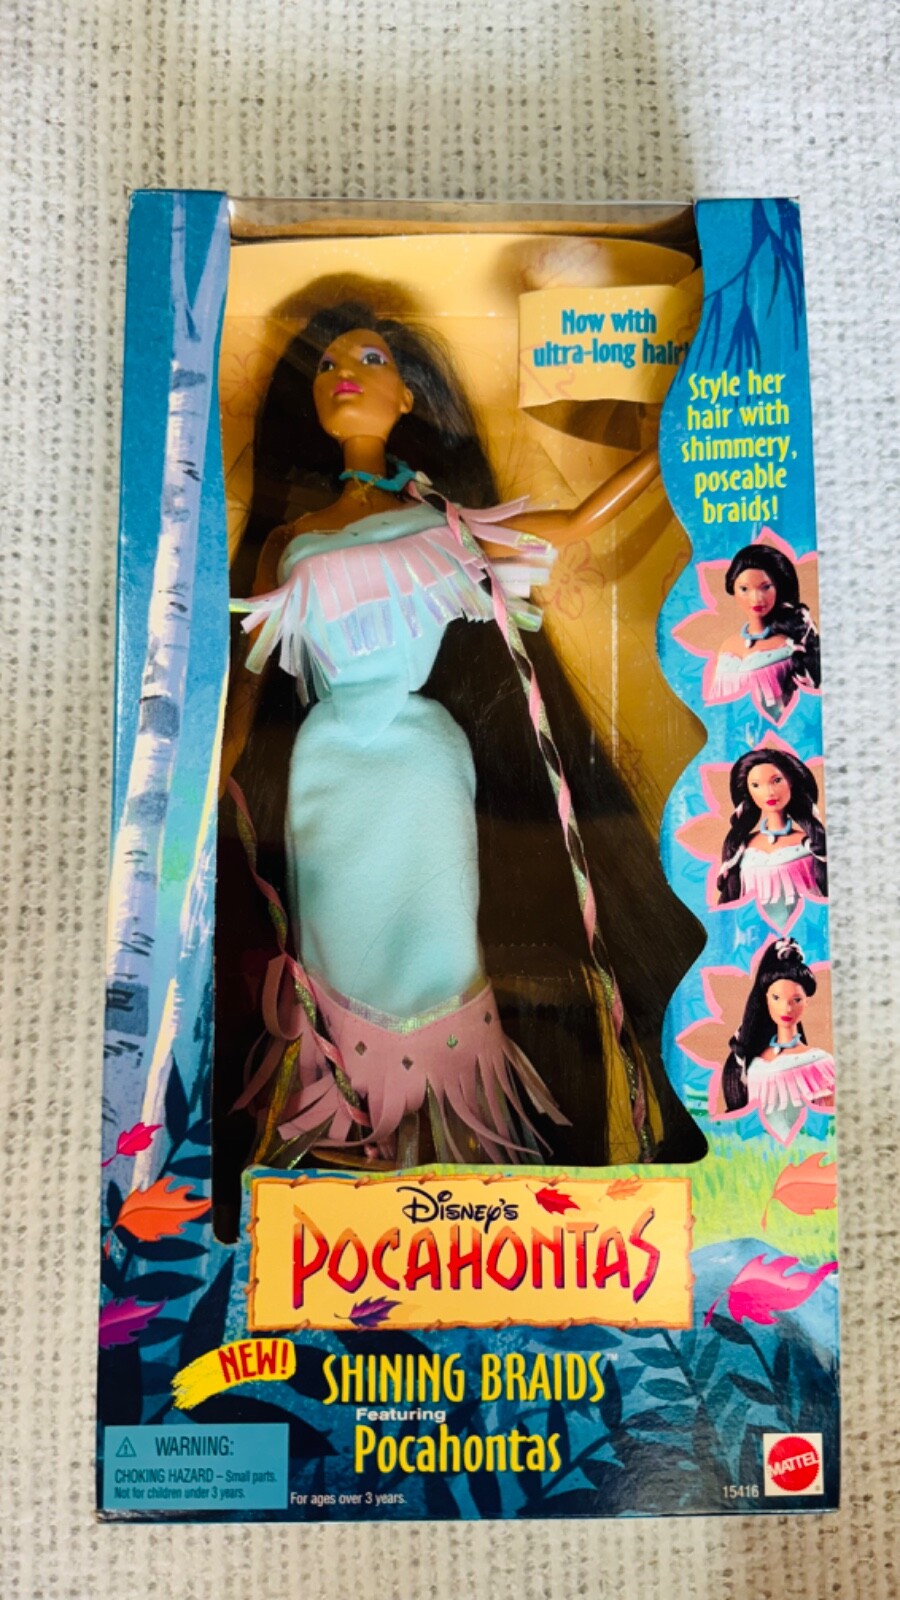 Now with
ultra-long hair!
Style her
hair with
shimmery,
poseable
braids!
Disney's
POCAHONTAS
NEW!
SHINING BRAIDS™
Featuring
Pocahontas
⚠ WARNING:
CHOKING HAZARD – Small parts.
Not for children under 3 years.
For ages over 3 years.
15416
MATTEL®